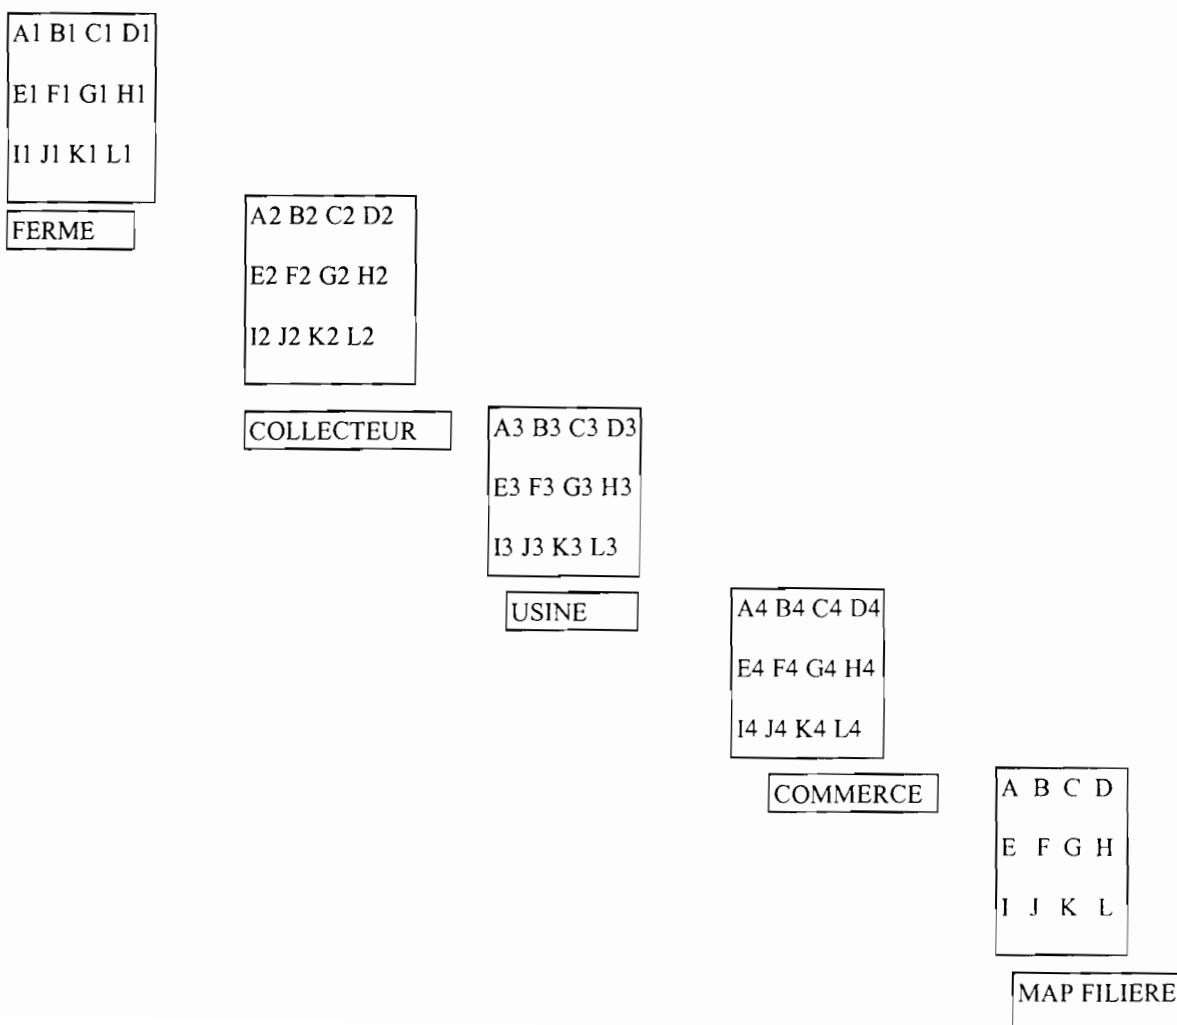 A1 B1 C1 D1
E1 F1 G1 H1
I1 J1 K1 L1
FERME
A2 B2 C2 D2
E2 F2 G2 H2
I2 J2 K2 L2
COLLECTEUR
A3 B3 C3 D3
E3 F3 G3 H3
I3 J3 K3 L3
USINE
A4 B4 C4 D4
E4 F4 G4 H4
I4 J4 K4 L4
COMMERCE
A B C D
E F G H
I J K L
MAP FILIERE